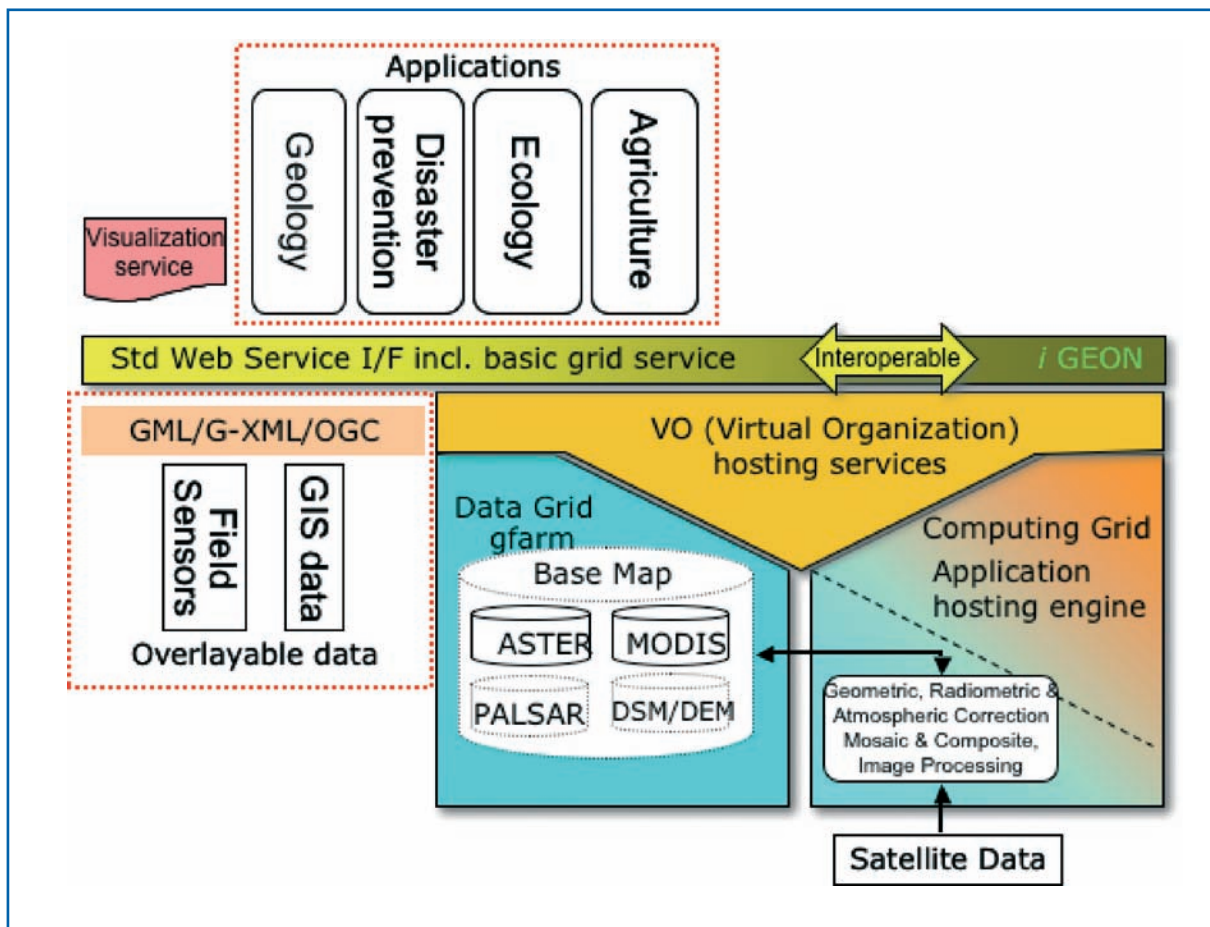 Applications
Geology
Disaster
prevention
Ecology
Agriculture
Visualization
service
Std Web Service I/F incl. basic grid service
Interoperable
i GEON
GML/G-XML/OGC
Field
Sensors
GIS data
Overlayable data
VO (Virtual Organization)
hosting services
Data Grid
gfarm
Base Map
ASTER
MODIS
PALSAR
DSM/DEM
Computing Grid
Application
hosting engine
Geometric, Radiometric &
Atmospheric Correction
Mosaic & Composite,
Image Processing
Satellite Data